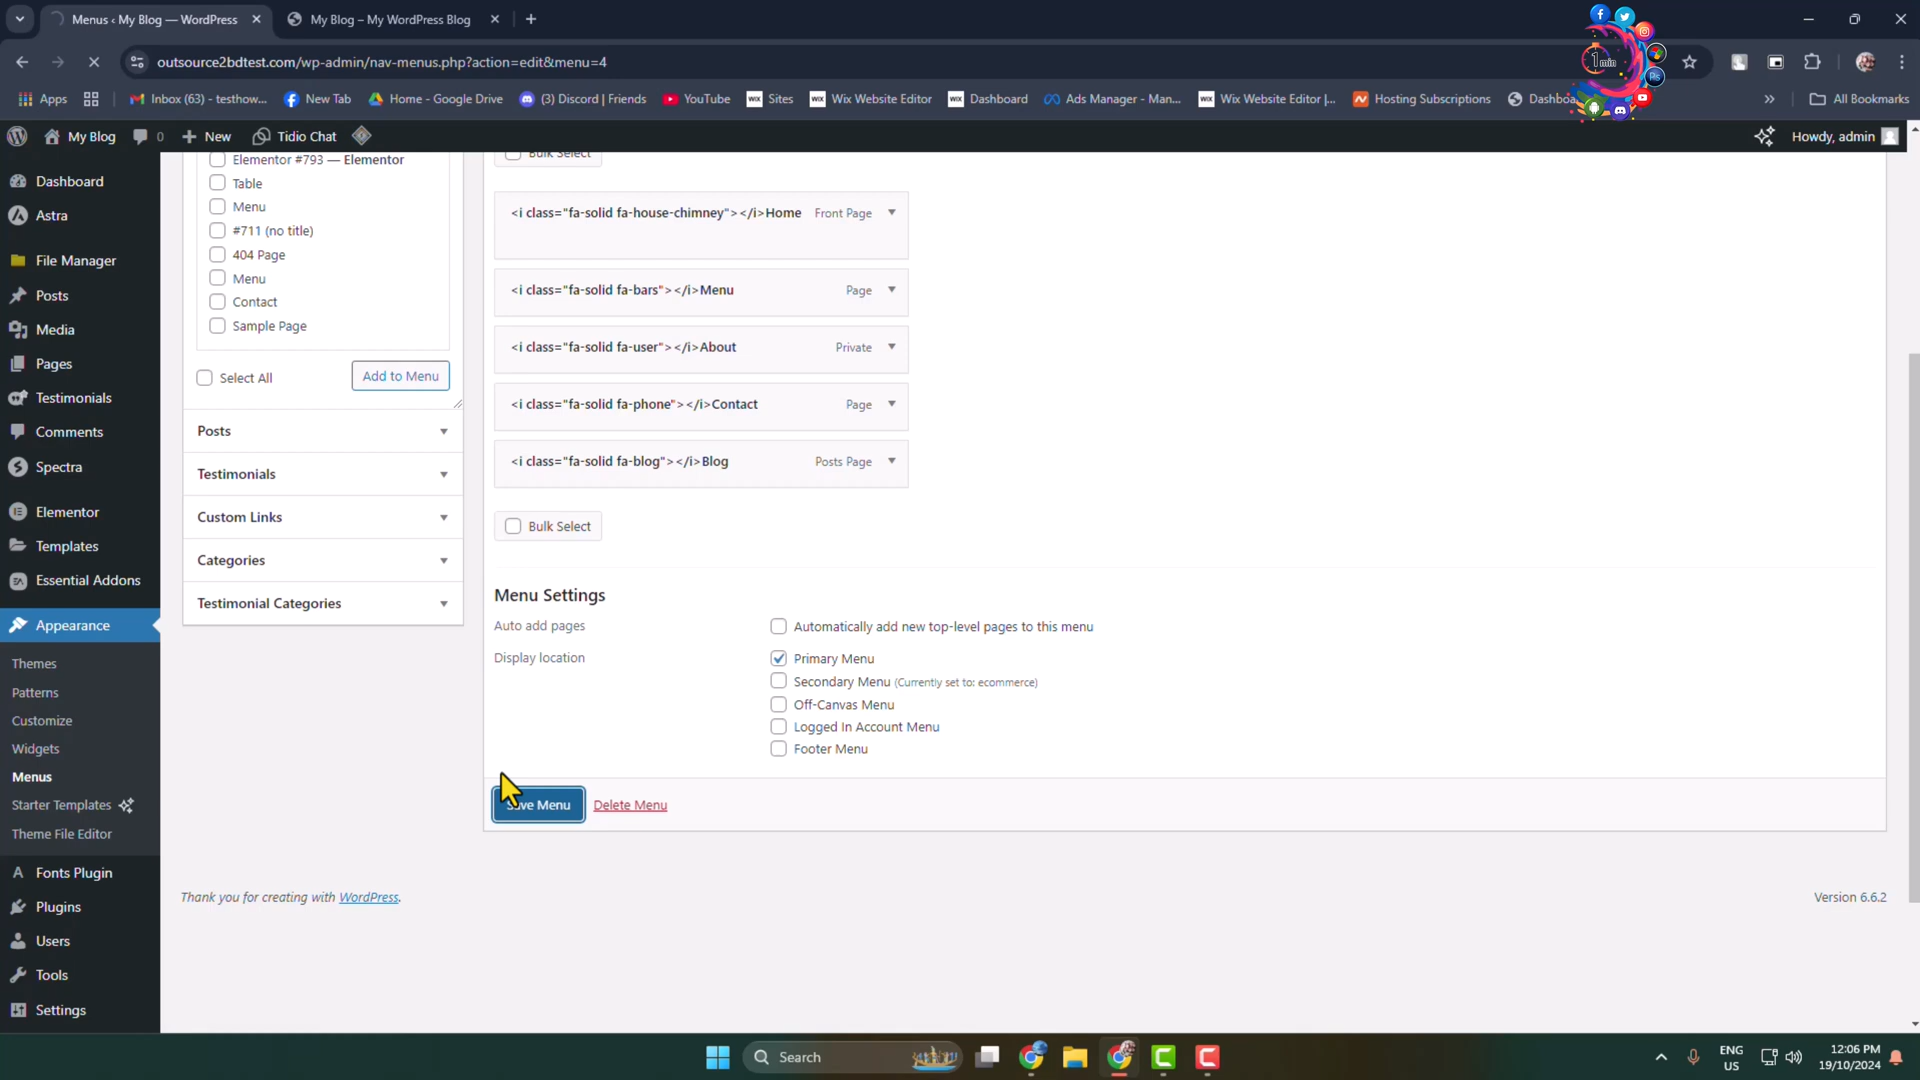 Menus ‹ My Blog — WordPress
My Blog – My WordPress Blog
outsource2bdtest.com/wp-admin/nav-menus.php?action=edit&menu=4
1min
Ps
Apps
Inbox (63) - testhow...
New Tab
Home - Google Drive
(3) Discord | Friends
YouTube
WIX Sites
WIX Wix Website Editor
WIX Dashboard
Ads Manager - Man...
WIX Wix Website Editor |...
Hosting Subscriptions
Dashboa
»
All Bookmarks
My Blog
0
New
Tidio Chat
Howdy, admin
Dashboard
Astra
File Manager
Posts
Media
Pages
Testimonials
Comments
Spectra
Elementor
Templates
Essential Addons
Appearance
Themes
Patterns
Customize
Widgets
Menus
Starter Templates
Theme File Editor
Fonts Plugin
Plugins
Users
Tools
Settings
Elementor #793 — Elementor
Table
Menu
#711 (no title)
404 Page
Menu
Contact
Sample Page
Select All
Add to Menu
Posts
Testimonials
Custom Links
Categories
Testimonial Categories
Bulk Select
<i class="fa-solid fa-house-chimney"></i>Home Front Page
<i class="fa-solid fa-bars"></i>Menu Page
<i class="fa-solid fa-user"></i>About Private
<i class="fa-solid fa-phone"></i>Contact Page
<i class="fa-solid fa-blog"></i>Blog Posts Page
Bulk Select
Menu Settings
Auto add pages
Automatically add new top-level pages to this menu
Display location
Primary Menu
Secondary Menu (Currently set to: ecommerce)
Off-Canvas Menu
Logged In Account Menu
Footer Menu
Save Menu
Delete Menu
Thank you for creating with WordPress.
Version 6.6.2
Search
ENG
US
12:06 PM
19/10/2024